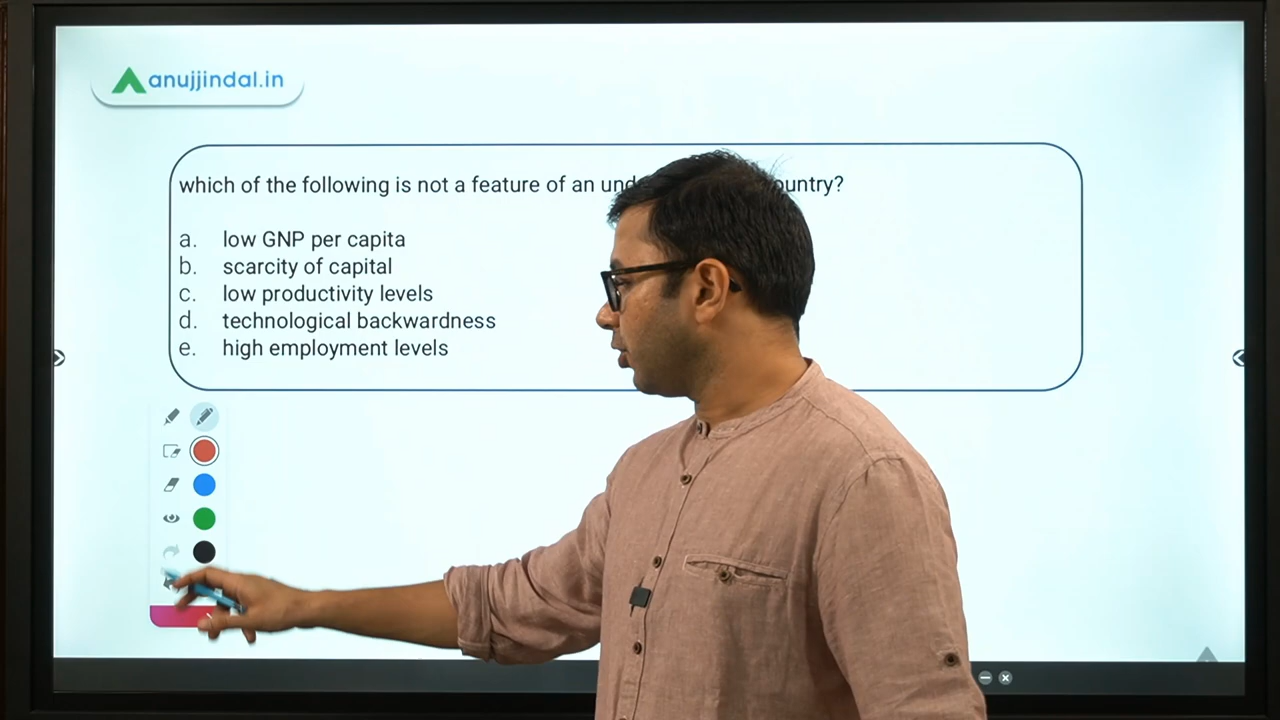 anujjindal.in
which of the following is not a feature of an und ountry?
a. low GNP per capita
b. scarcity of capital
c. low productivity levels
d. technological backwardness
e. high employment levels